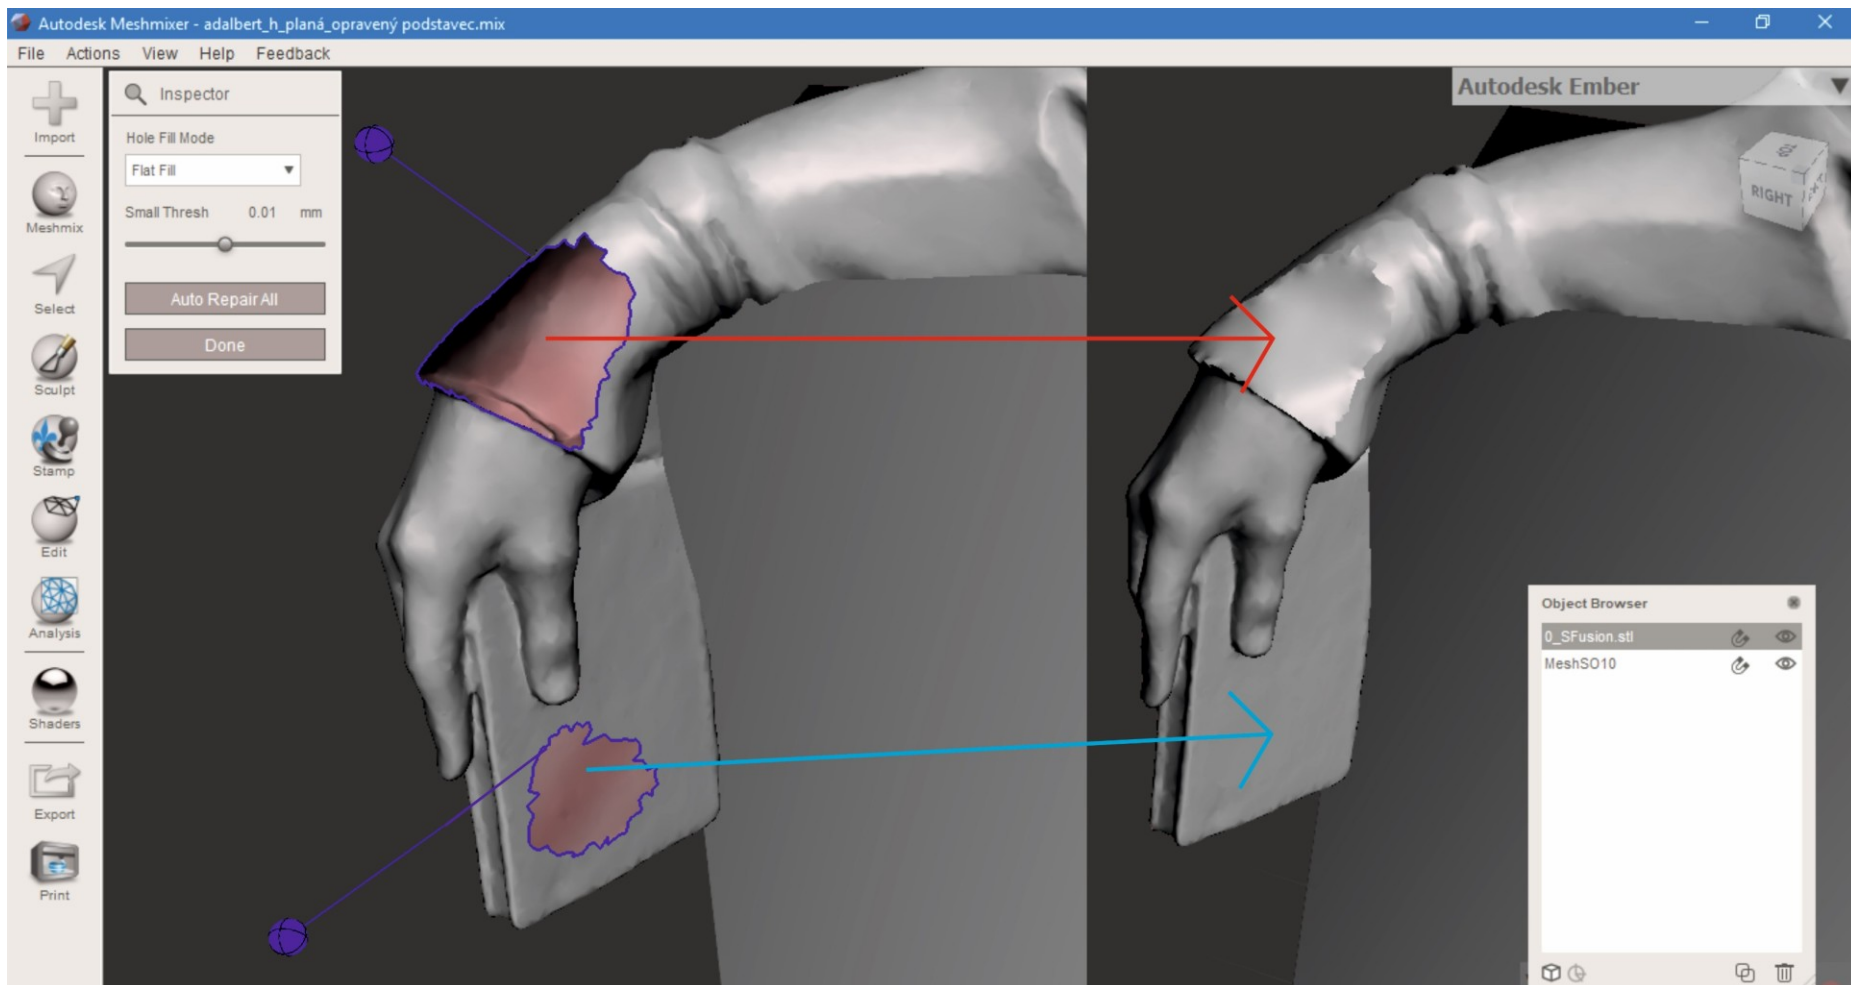 Autodesk Meshmixer - adalbert_h_planá_opravený podstavec.mix
File Actions View Help Feedback
Import
Meshmix
Select
Sculpt
Stamp
Edit
Analysis
Shaders
Export
Print
Inspector
Hole Fill Mode
Flat Fill
Small Thresh 0.01 mm
Auto Repair All
Done
Autodesk Ember
TOP
RIGHT
Object Browser
0_SFusion.stl
MeshSO10